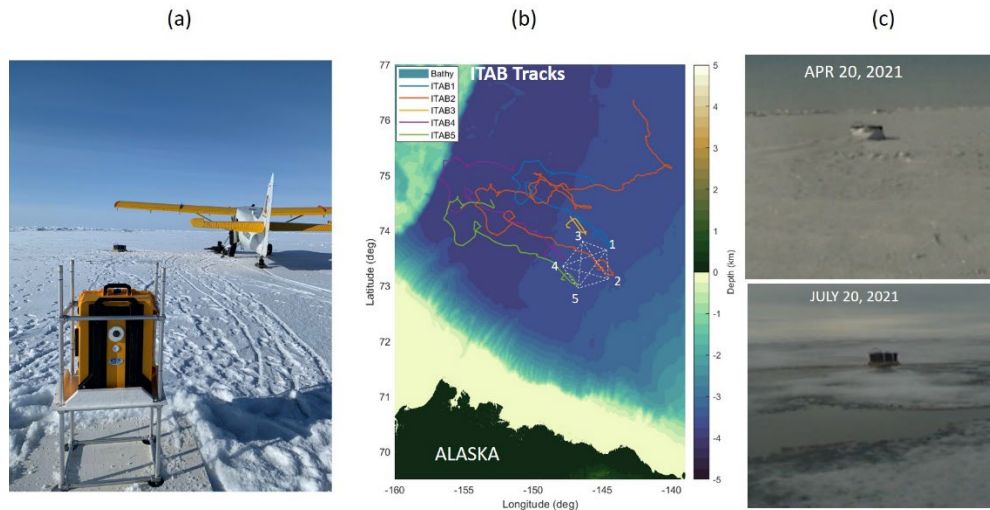 (a)
(b)
(c)
ITAB Tracks
Bathy
ITAB1
ITAB2
ITAB3
ITAB4
ITAB5
77
76
75
74
73
72
71
70
Latitude (deg)
3
1
4
2
5
ALASKA
-160
-155
-150
-145
-140
Longitude (deg)
5
4
3
2
1
0
-1
-2
-3
-4
-5
Depth (km)
APR 20, 2021
JULY 20, 2021